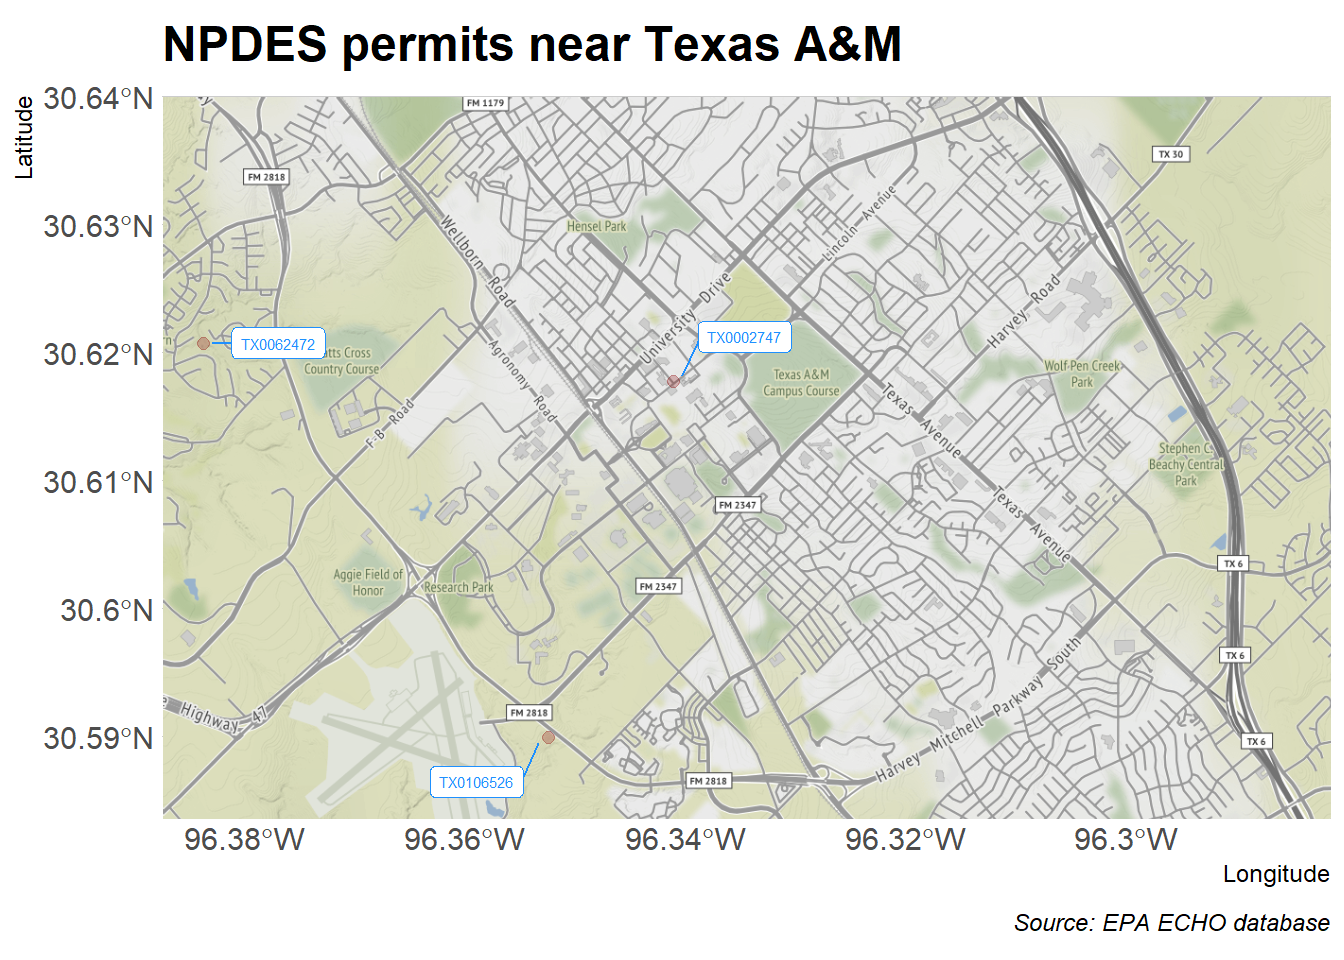 NPDES permits near Texas A&M
Latitude
30.64°N
30.63°N
30.62°N
30.61°N
30.6°N
30.59°N
FM 1179
TX 30
FM 2818
Hensel Park
Wellborn Road
Lincoln Avenue
University Drive
Harvey Road
TX0062472
TX0002747
atts Cross
Country Course
Agronomy Road
Texas A&M
Campus Course
Wolf Pen Creek
Park
F-B Road
Texas Avenue
Stephen C.
Beachy Central
Park
FM 2347
Texas Avenue
Aggie Field of
Honor
Research Park
FM 2347
TX 6
TX 6
Highway 47
FM 2818
TX 6
Harvey Mitchell Parkway South
TX0106526
FM 2818
96.38°W
96.36°W
96.34°W
96.32°W
96.3°W
Longitude
Source: EPA ECHO database